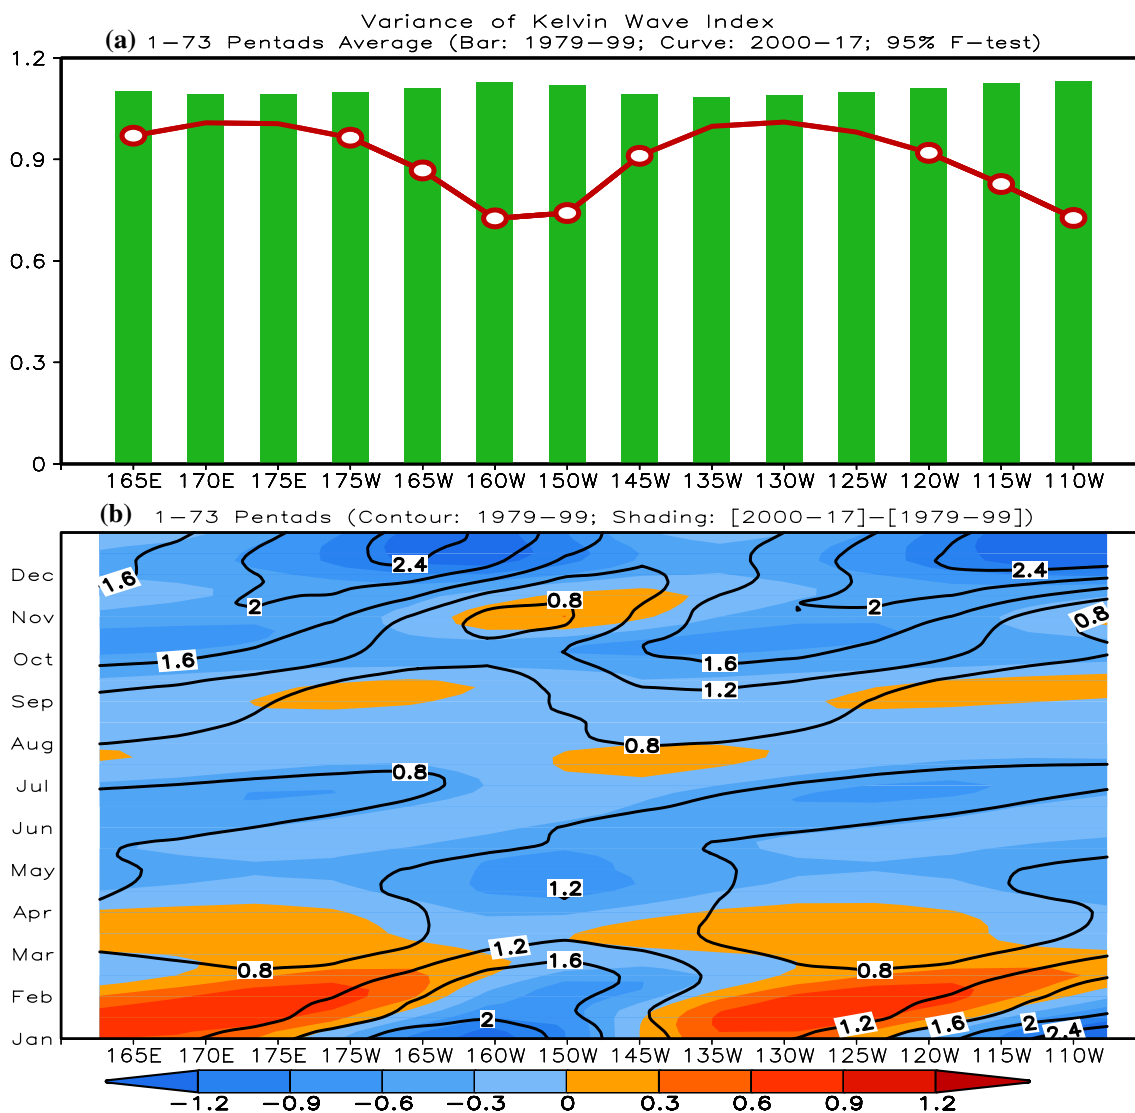 Variance of Kelvin Wave Index
(a) 1-73 Pentads Average (Bar: 1979-99; Curve: 2000-17; 95% F-test)
1.2
0.9
0.6
0.3
0
165E 170E 175E 175W 165W 160W 150W 145W 135W 130W 125W 120W 115W 110W
(b) 1-73 Pentads (Contour: 1979-99; Shading: [2000-17]-[1979-99])
2.4
2.4
Dec
1.6
2
0.8
2
Nov
0.8
Oct
1.6
1.6
1.2
Sep
Aug
0.8
0.8
Jul
Jun
May
1.2
Apr
Mar
1.2
0.8
1.6
0.8
Feb
2
1.2
1.6
2
2.4
Jan
165E 170E 175E 175W 165W 160W 150W 145W 135W 130W 125W 120W 115W 110W
-1.2 -0.9 -0.6 -0.3 0 0.3 0.6 0.9 1.2